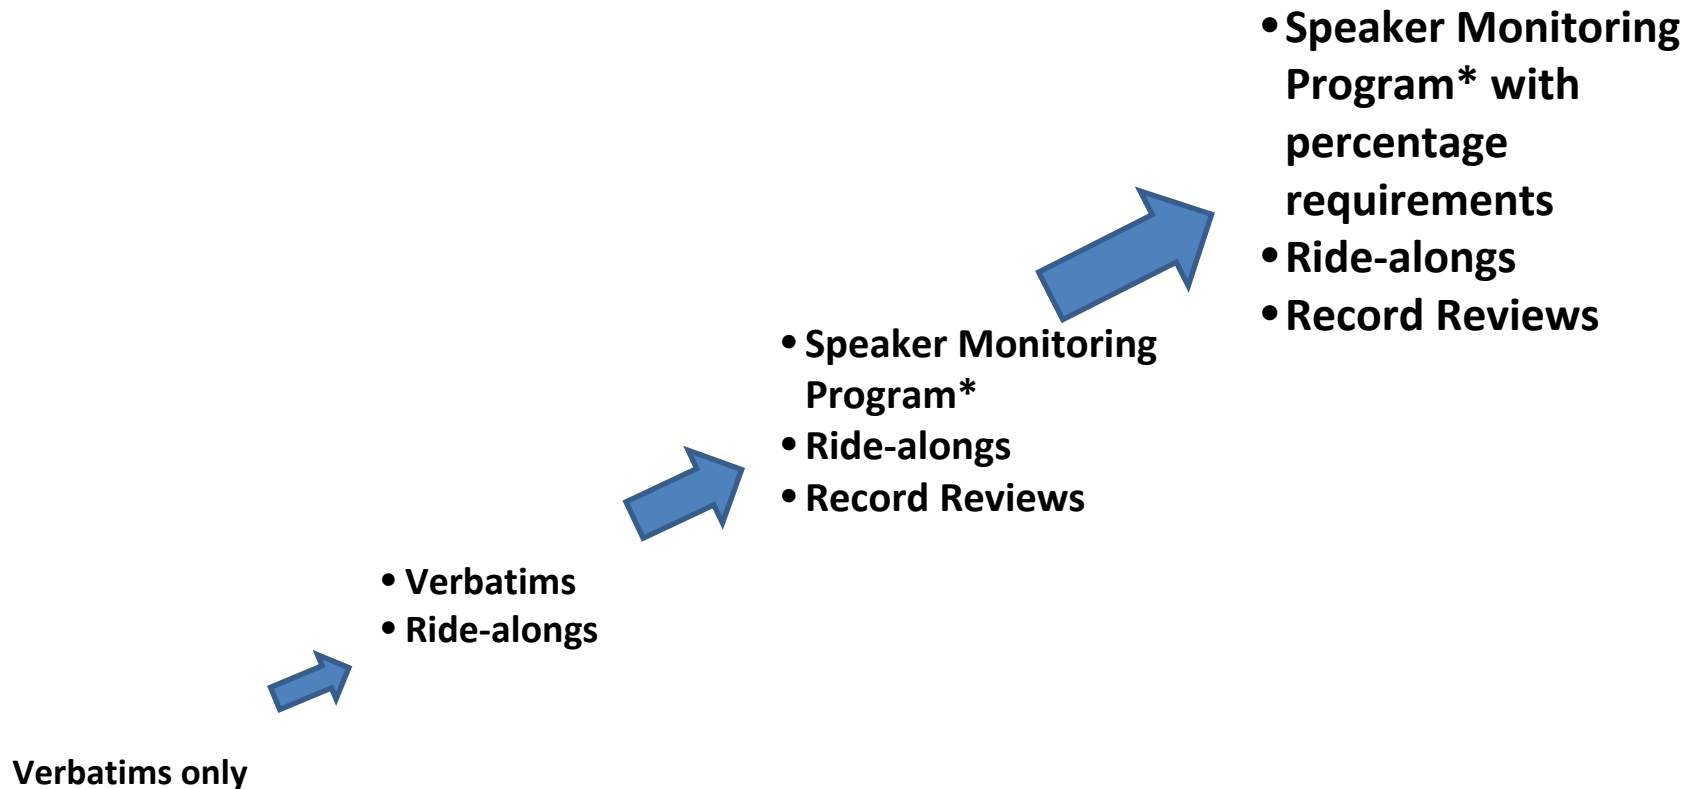 • Speaker Monitoring
Program* with
percentage
requirements
• Ride-alongs
• Record Reviews
• Speaker Monitoring
Program*
• Ride-alongs
• Record Reviews
• Verbatims
• Ride-alongs
Verbatims only